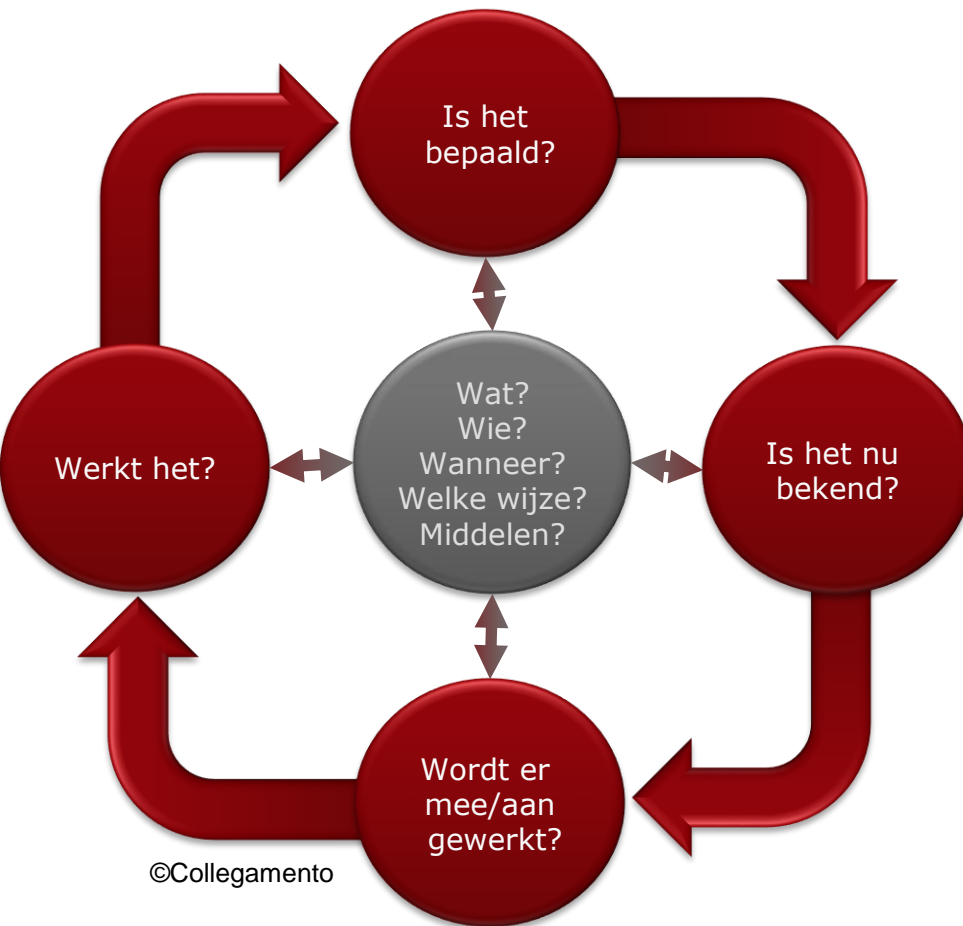 Is het
bepaald?
Wat?
Wie?
Wanneer?
Welke wijze?
Middelen?
Werkt het?
Is het nu
bekend?
Wordt er
mee/aan
gewerkt?
©Collegamento